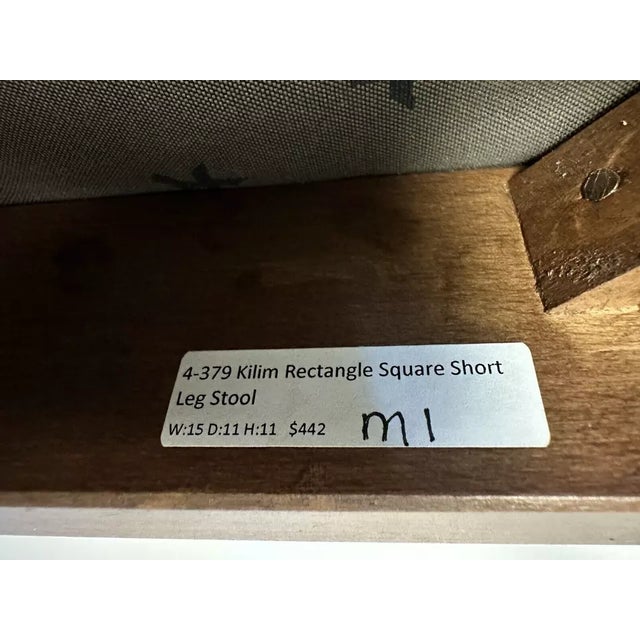 4-379 Kilim Rectangle Square Short
Leg Stool
W:15 D:11 H:11 $442 m1